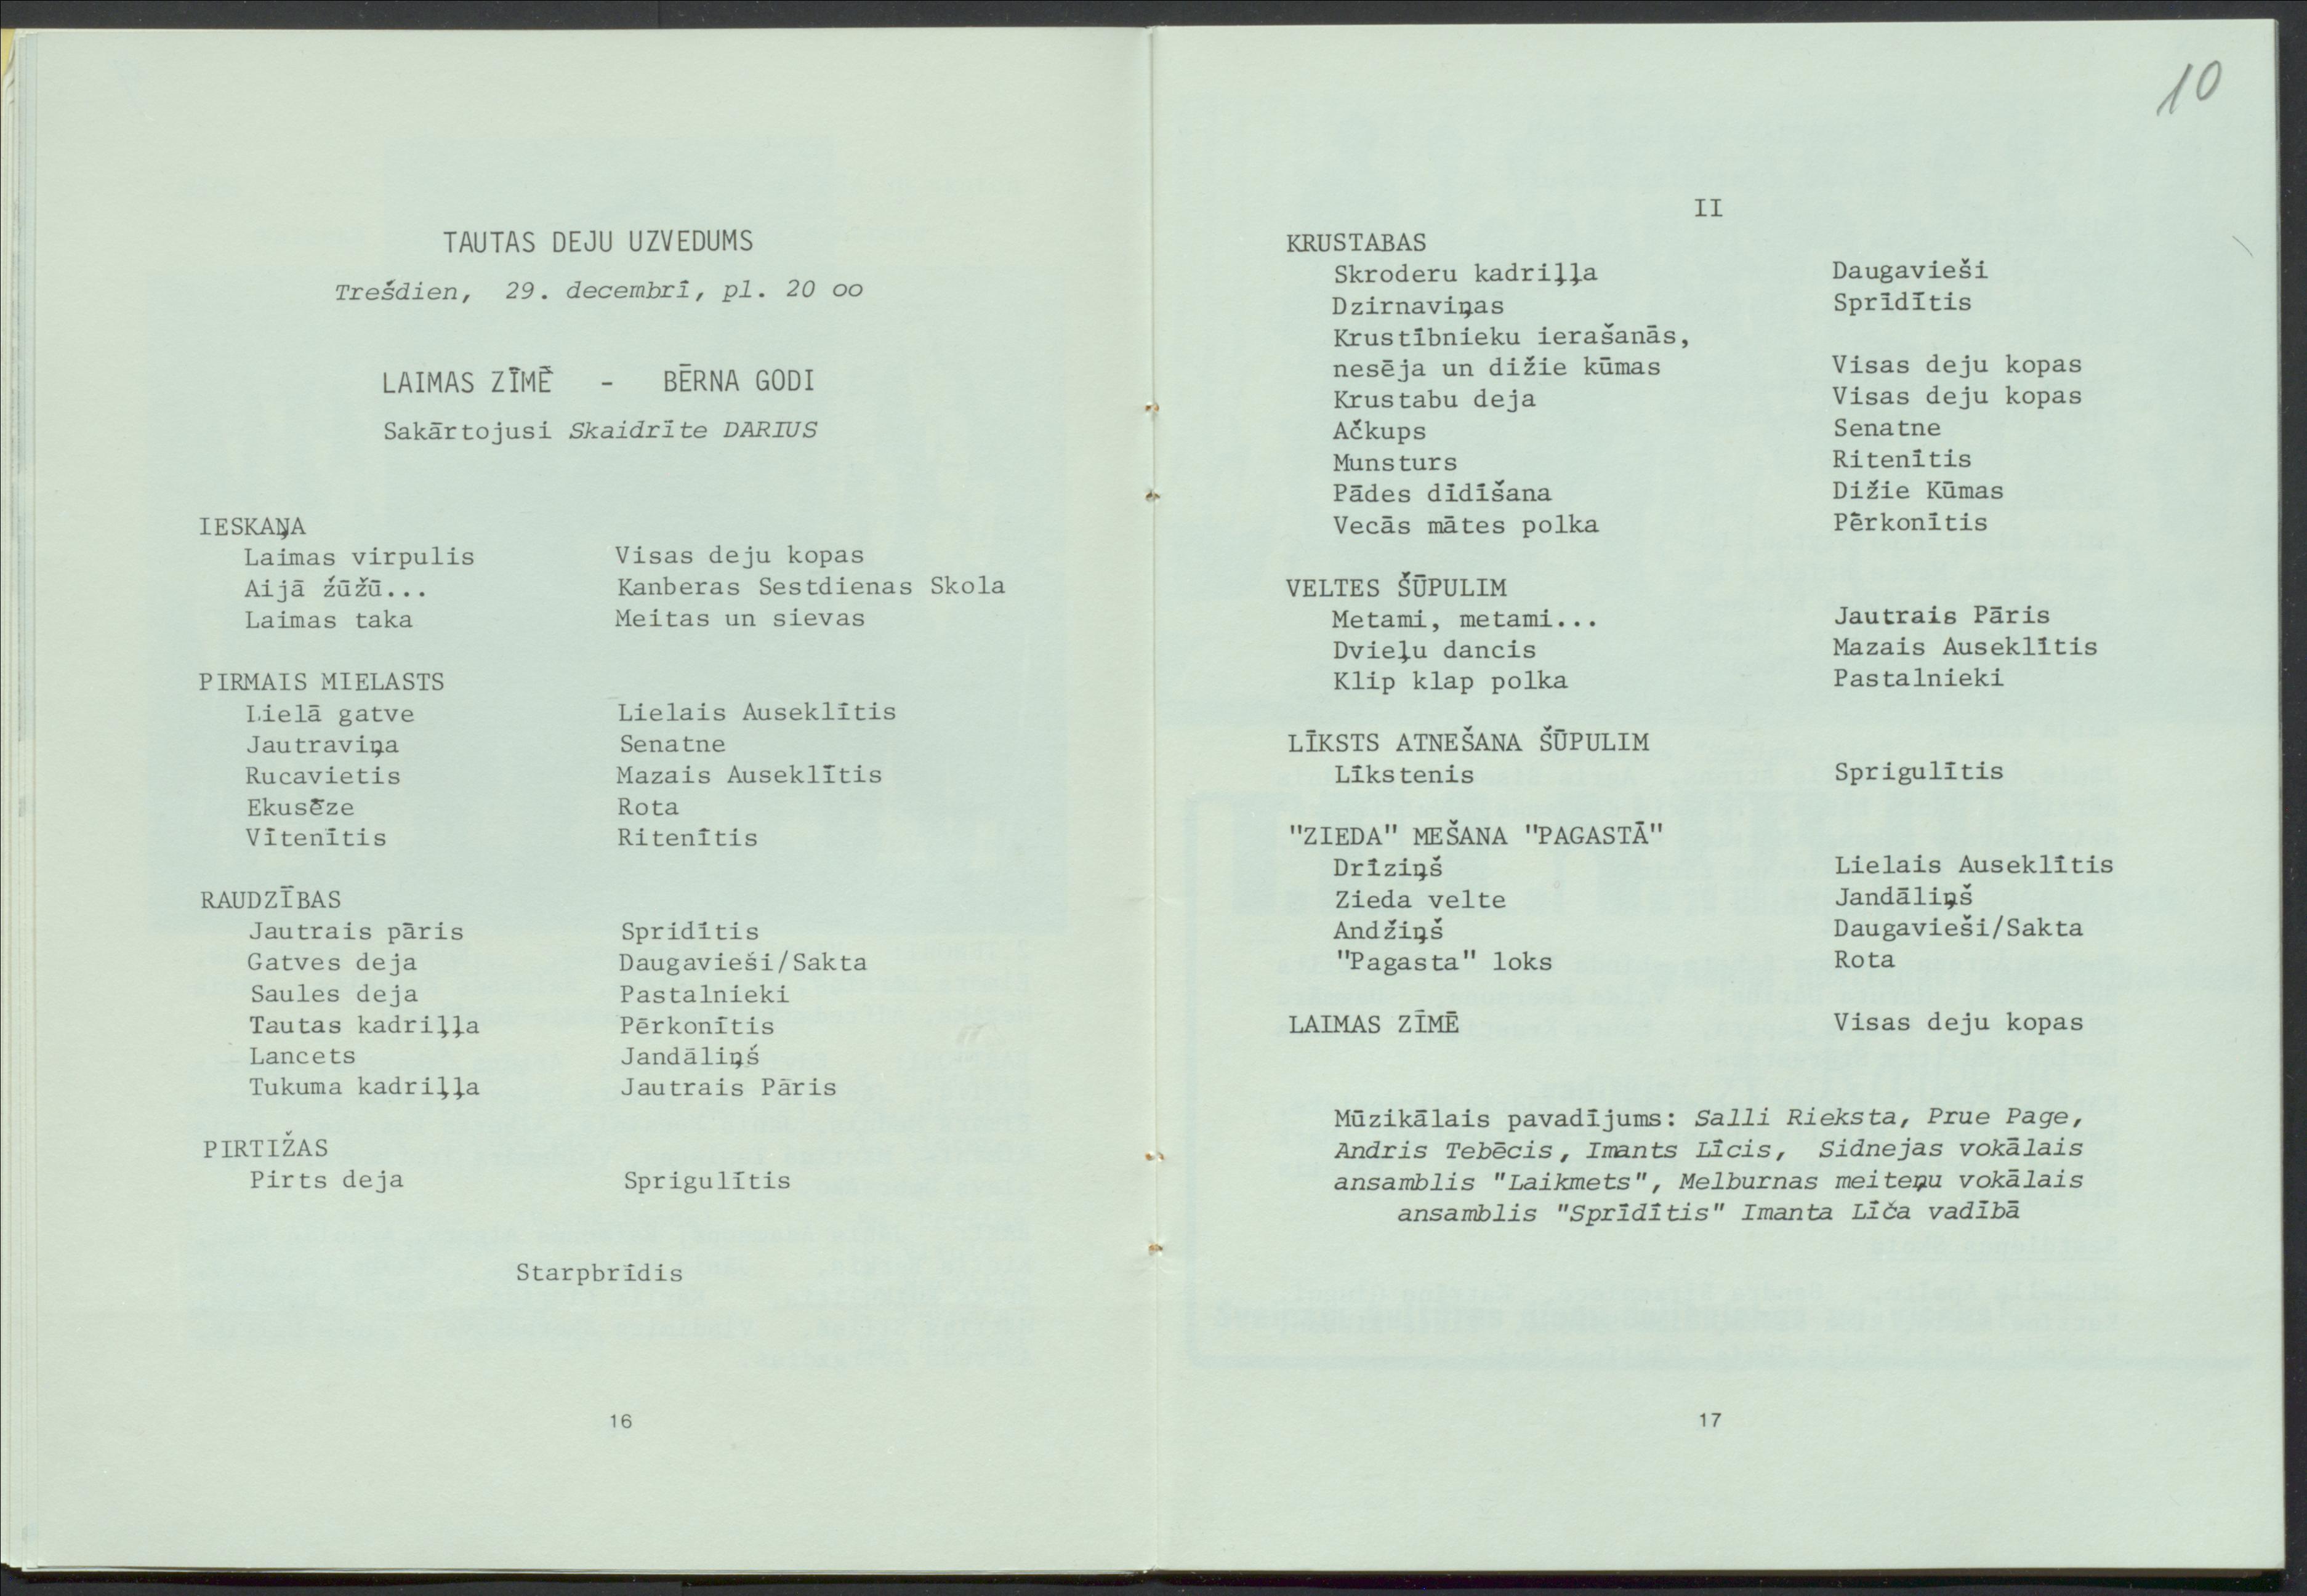 TAUTAS DEJU UZVEDUMS
Trešdien, 29. decembrī, pl. 20 oo
LAIMAS ZĪMĒ - BĒRNA GODI
Sakārtojusi Skaidrīte DARIUS
IESKAŅA
Laimas virpulis Visas deju kopas
Aijā žūžū... Kanberas Sestdienas Skola
Laimas taka Meitas un sievas
PIRMAIS MIELASTS
Lielā gatve Lielais Auseklītis
Jautraviņa Senatne
Rucavietis Mazais Auseklītis
Ekusēze Rota
Vītenītis Ritenītis
RAUDZĪBAS
Jautrais pāris Spridītis
Gatves deja Daugavieši/Sakta
Saules deja Pastalnieki
Tautas kadriļļa Pērkonītis
Lancets Jandāliņš
Tukuma kadriļļa Jautrais Pāris
PIRTIŽAS
Pirts deja Sprigulītis
Starpbrīdis
16
10
II
KRUSTABAS
Skroderu kadriļļa Daugavieši
Dzirnaviņas Sprīdītis
Krustībnieku ierašanās,
nesēja un dižie kūmas Visas deju kopas
Krustabu deja Visas deju kopas
Ačkups Senatne
Munsturs Ritenītis
Pādes dīdīšana Dižie Kūmas
Vecās mātes polka Pērkonītis
VELTES ŠŪPULIM
Metami, metami... Jautrais Pāris
Dvieļu dancis Mazais Auseklītis
Klip klap polka Pastalnieki
LĪKSTS ATNEŠANA ŠŪPULIM
Līkstenis Sprigulītis
"ZIEDA" MEŠANA "PAGASTĀ"
Drīziņš Lielais Auseklītis
Zieda velte Jandāliņš
Andžiņš Daugavieši/Sakta
"Pagasta" loks Rota
LAIMAS ZĪMĒ Visas deju kopas
Mūzikālais pavadījums: Salli Rieksta, Prue Page,
Andris Tebēcis, Imants Līcis, Sidnejas vokālais
ansamblis "Laikmets", Melburnas meiteņu vokālais
ansamblis "Sprīdītis" Imanta Līča vadībā
17